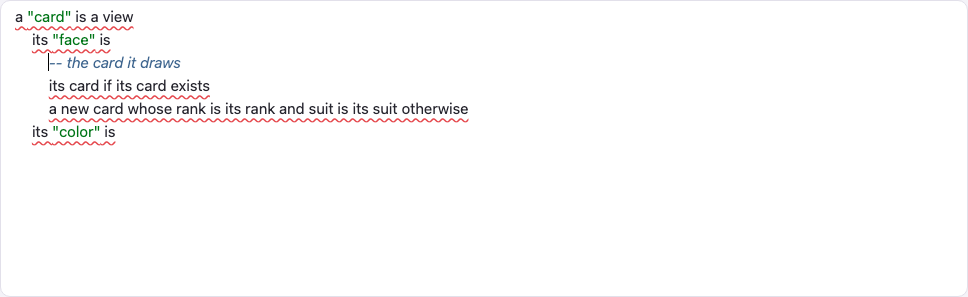 a "card" is a view
its "face" is
-- the card it draws
its card if its card exists
a new card whose rank is its rank and suit is its suit otherwise
its "color" is